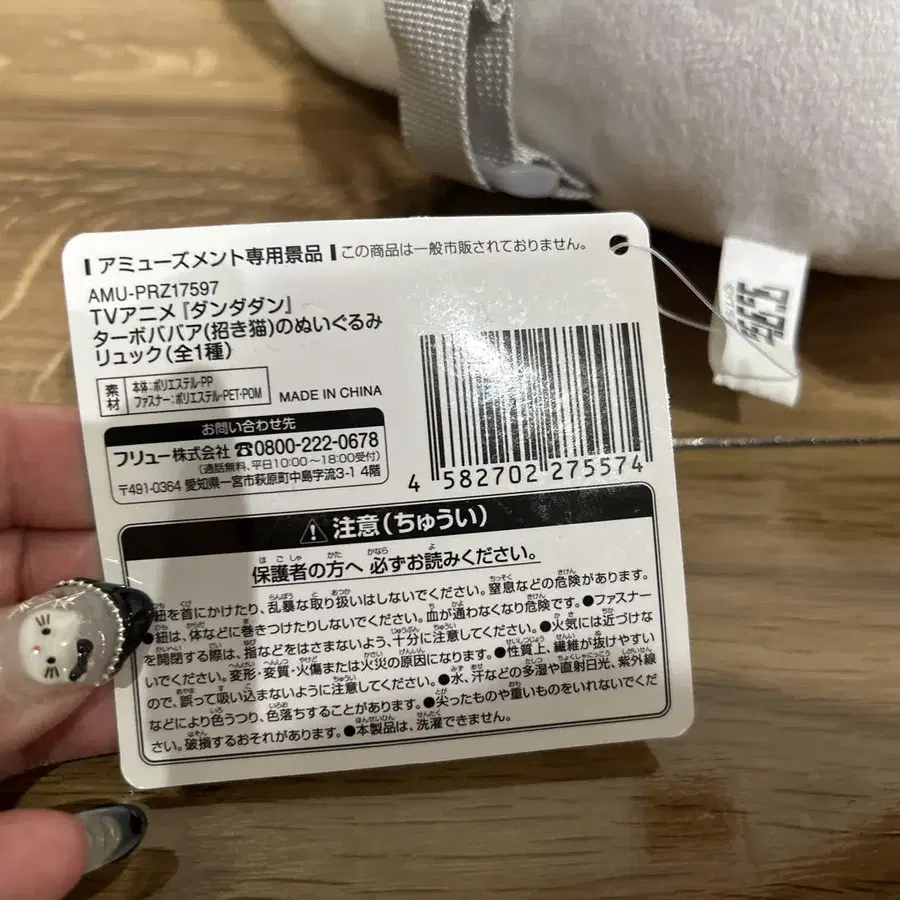 アミューズメント専用景品 この商品は一般市販されておりません。
AMU-PRZ17597
TVアニメ『ダンダダン』
ターボババア(招き猫)のぬいぐるみ
リュック(全1種)
素材 本体:ポリエステル・PP
ファスナー:ポリエステル・PET・POM
MADE IN CHINA
お問い合わせ先
フリュー株式会社 ☎0800-222-0678
(通話無料、平日10:00~18:00受付)
〒491-0364 愛知県一宮市萩原町中島字流3-1 4階
4 582702 275574
⚠注意(ちゅうい)
保護者の方へ 必ずお読みください。
紐を首にかけたり、乱暴な取り扱いはしないでください。窒息などの危険があります。
●紐は、体などに巻きつけたりしないでください。血が通わなくなり危険です。●ファスナー
を開閉する際は、指などをはさまないよう、十分に注意してください。●火気には近づけな
いでください。変形・変質・火傷または火災の原因になります。●性質上、繊維が抜けやすい
ので、誤って吸い込まないように注意してください。●水、汗などの多湿や直射日光、紫外線
などにより色うつり、色落ちすることがあります。●尖ったものや重いものをいれないでくだ
さい。破損するおそれがあります。●本製品は、洗濯できません。